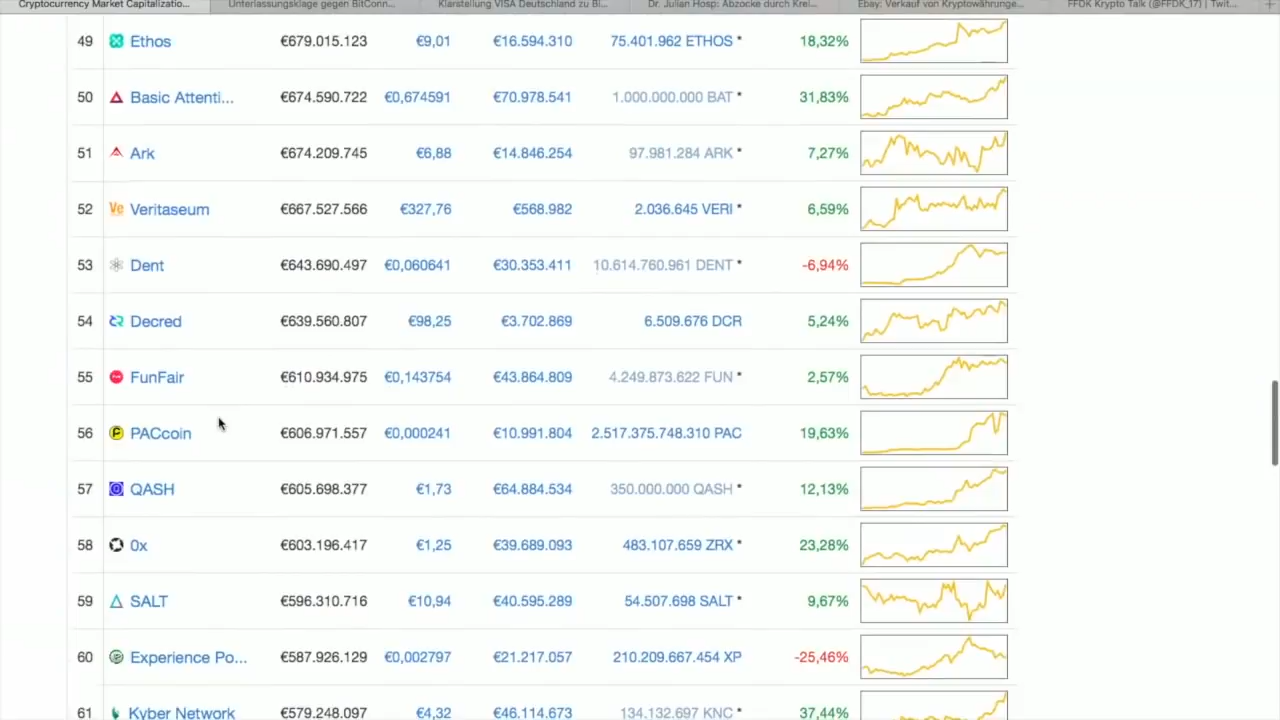 Cryptocurrency Market Capitalizatio... Unterlassungsklage gegen BitConn... Klarstellung VISA Deutschland zu Bi... Dr. Julian Hosp: Abzocke durch Krei... Ebay: Verkauf von Kryptowährunge... FFDK Krypto Talk (@FFDK_17) | Twit...
49 Ethos €679.015.123 €9,01 €16.594.310 75.401.962 ETHOS * 18,32%
50 Basic Attenti... €674.590.722 €0,674591 €70.978.541 1.000.000.000 BAT * 31,83%
51 Ark €674.209.745 €6,88 €14.846.254 97.981.284 ARK * 7,27%
52 Ve Veritaseum €667.527.566 €327,76 €568.982 2.036.645 VERI * 6,59%
53 Dent €643.690.497 €0,060641 €30.353.411 10.614.760.961 DENT * -6,94%
54 Decred €639.560.807 €98,25 €3.702.869 6.509.676 DCR 5,24%
55 FunFair €610.934.975 €0,143754 €43.864.809 4.249.873.622 FUN * 2,57%
56 PACcoin €606.971.557 €0,000241 €10.991.804 2.517.375.748.310 PAC 19,63%
57 QASH €605.698.377 €1,73 €64.884.534 350.000.000 QASH * 12,13%
58 0x €603.196.417 €1,25 €39.689.093 483.107.659 ZRX * 23,28%
59 SALT €596.310.716 €10,94 €40.595.289 54.507.698 SALT * 9,67%
60 Experience Po... €587.926.129 €0,002797 €21.217.057 210.209.667.454 XP -25,46%
61 Kyber Network €579.248.097 €4,32 €46.114.673 134.132.697 KNC * 37,44%